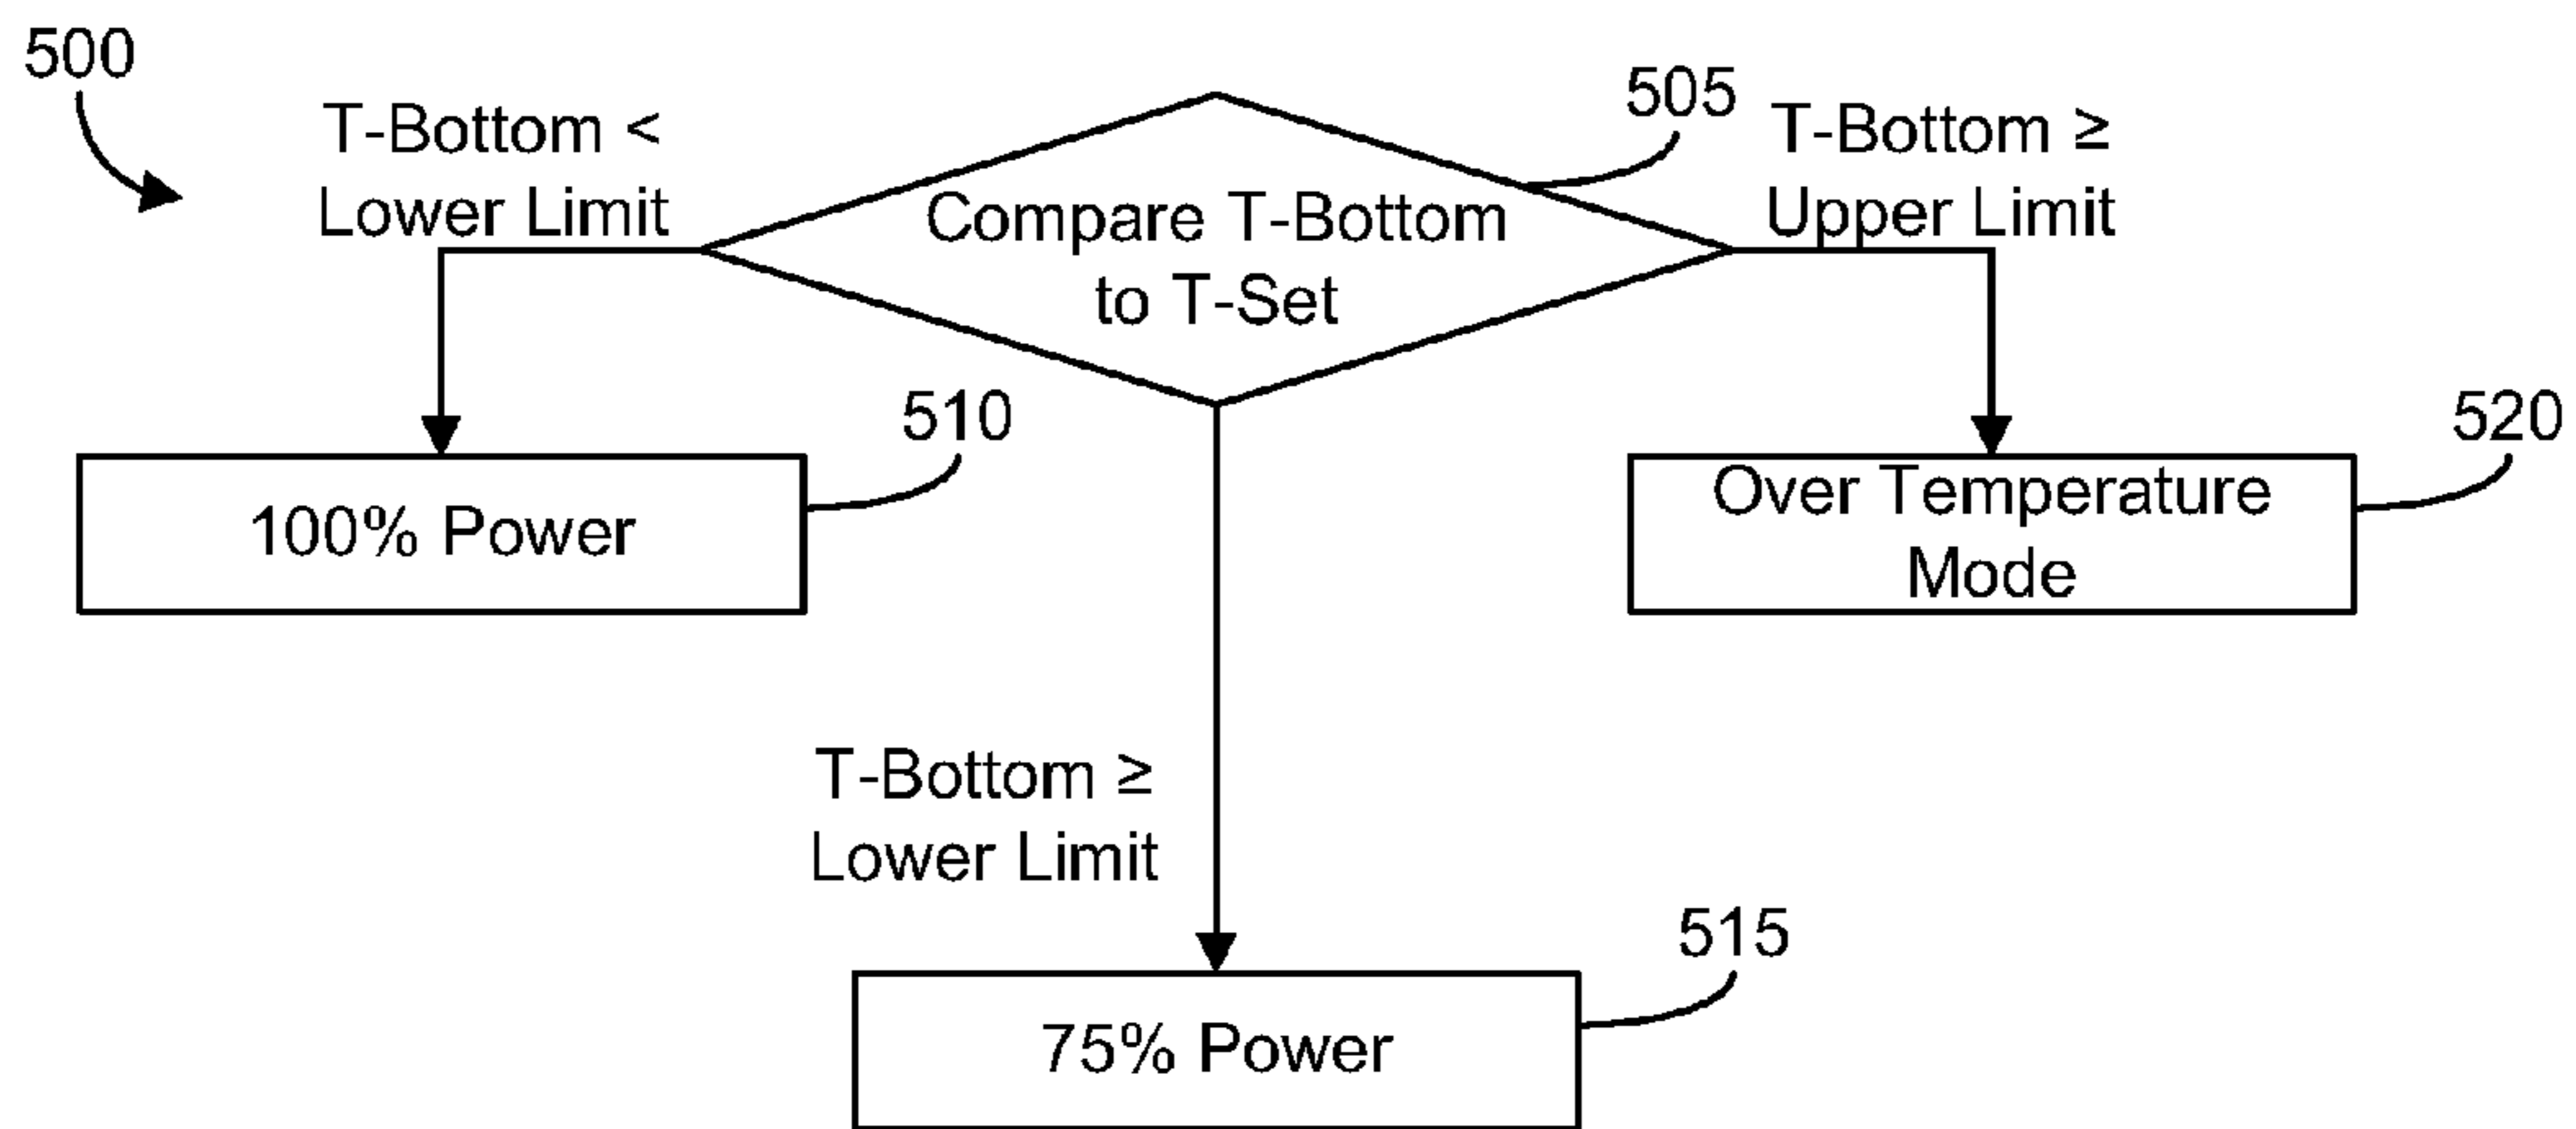 500
T-Bottom <
Lower Limit
505
T-Bottom ≥
Upper Limit
Compare T-Bottom
to T-Set
510
100% Power
520
Over Temperature
Mode
T-Bottom ≥
Lower Limit
515
75% Power